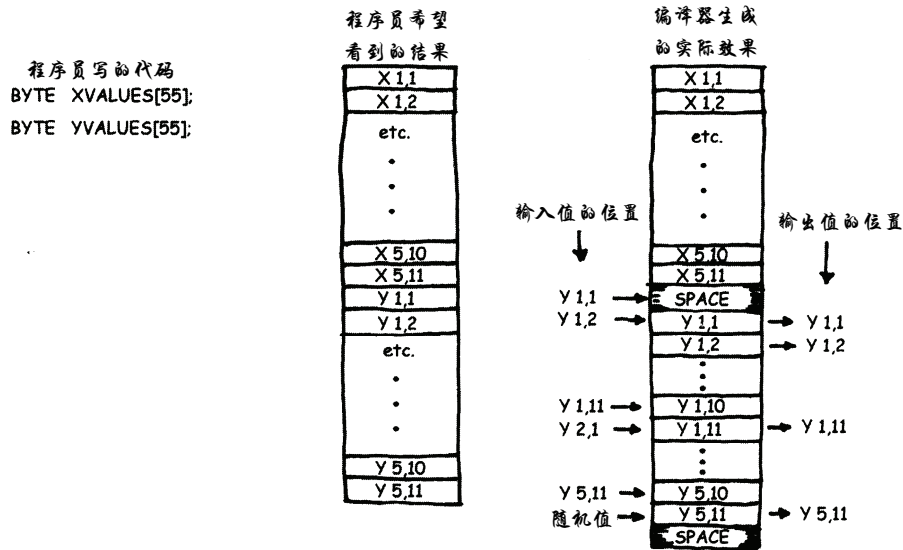 程序员写的代码
BYTE XVALUES[55];
BYTE YVALUES[55];
程序员希望
看到的结果
X 1,1
X 1,2
etc.
X 5,10
X 5,11
Y 1,1
Y 1,2
etc.
Y 5,10
Y 5,11
编译器生成
的实际效果
输入值的位置
输出值的位置
X 1,1
X 1,2
etc.
X 5,10
X 5,11
Y 1,1 SPACE
Y 1,2 Y 1,1 Y 1,1
Y 1,2 Y 1,2
Y 1,11 Y 1,10
Y 2,1 Y 1,11 Y 1,11
Y 5,11 Y 5,10
随机值 Y 5,11 Y 5,11
SPACE